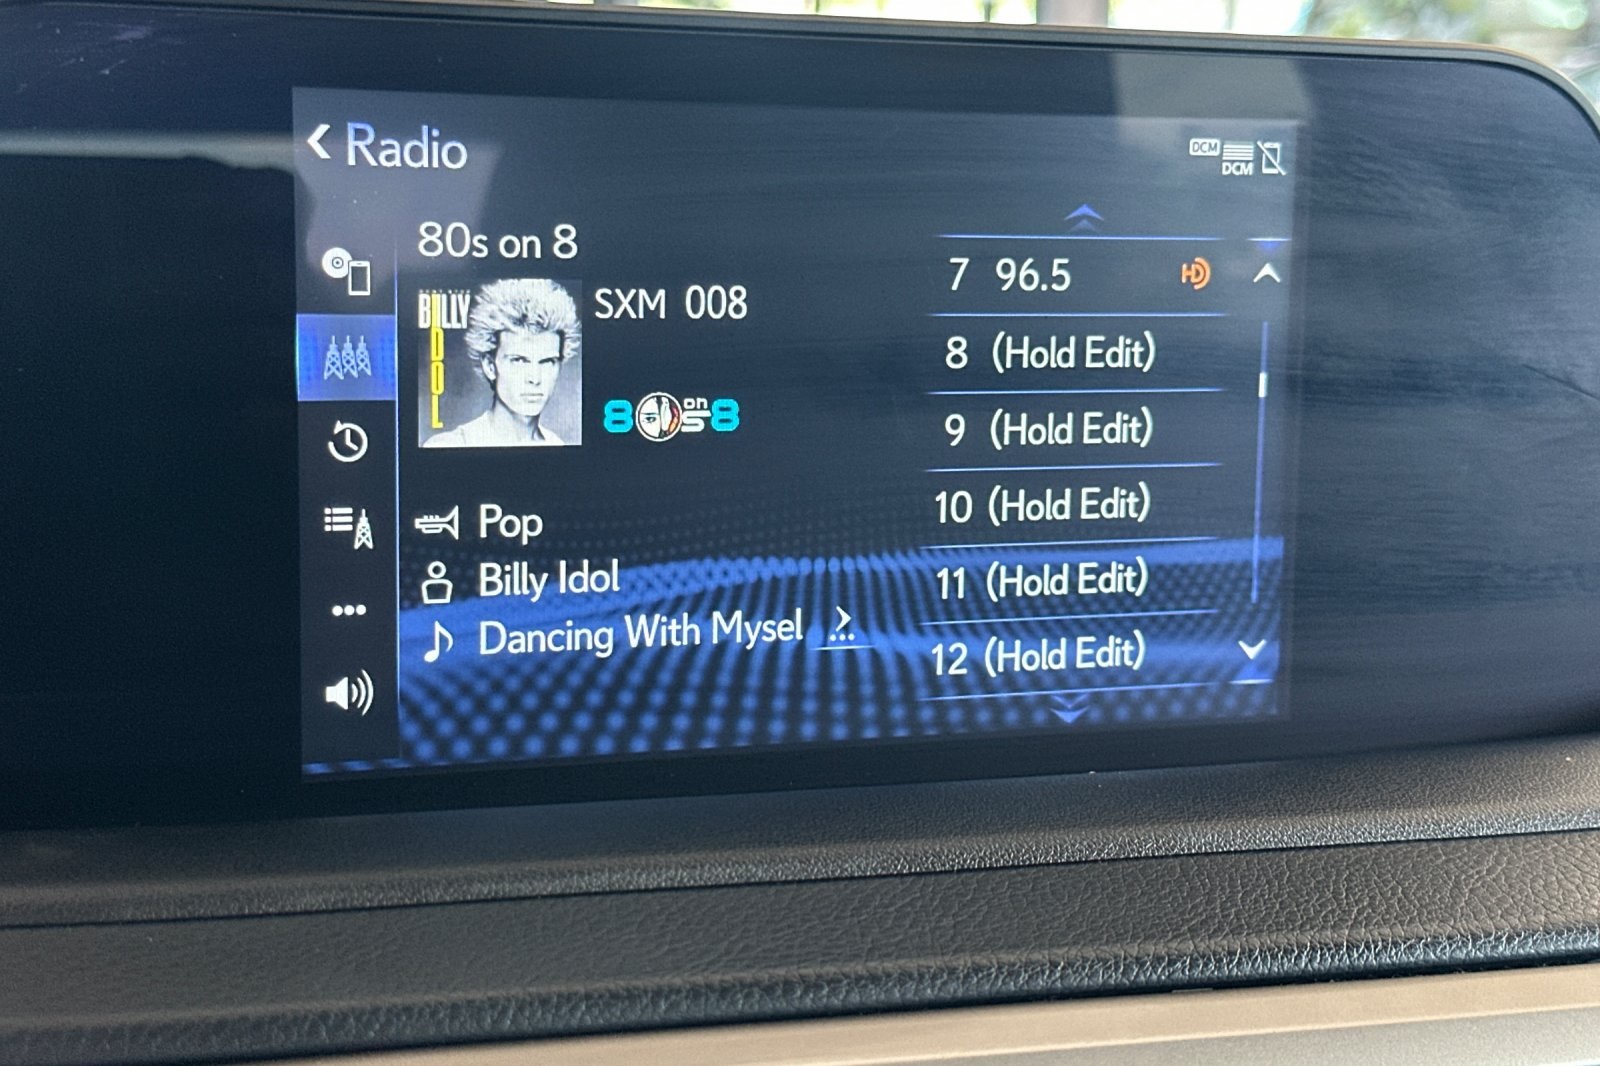 Radio
DCM
DCM
80s on 8
BILLY
IDOL
SXM 008
80s on 8
Pop
Billy Idol
Dancing With Mysel
7 96.5 HD
8 (Hold Edit)
9 (Hold Edit)
10 (Hold Edit)
11 (Hold Edit)
12 (Hold Edit)